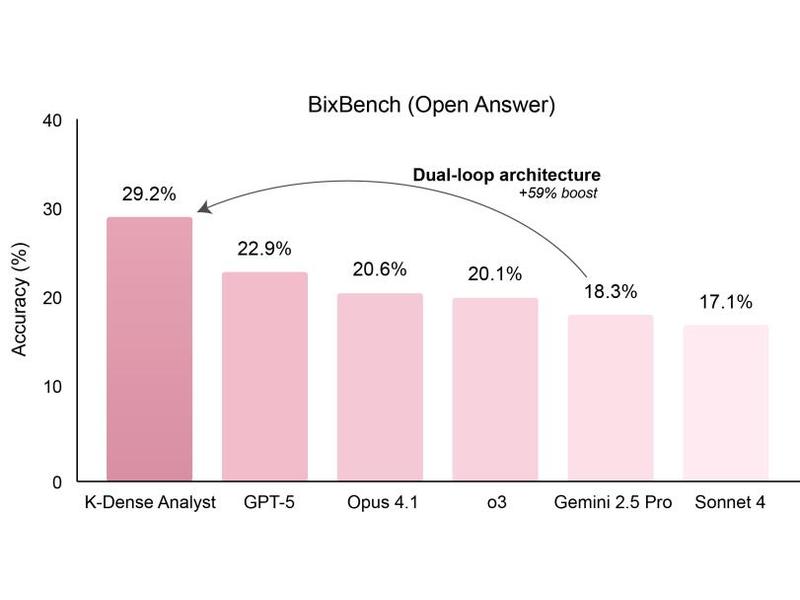 BixBench (Open Answer)
40
30
20
10
0
Accuracy (%)
Dual-loop architecture
+59% boost
29.2%
22.9%
20.6%
20.1%
18.3%
17.1%
K-Dense Analyst
GPT-5
Opus 4.1
o3
Gemini 2.5 Pro
Sonnet 4